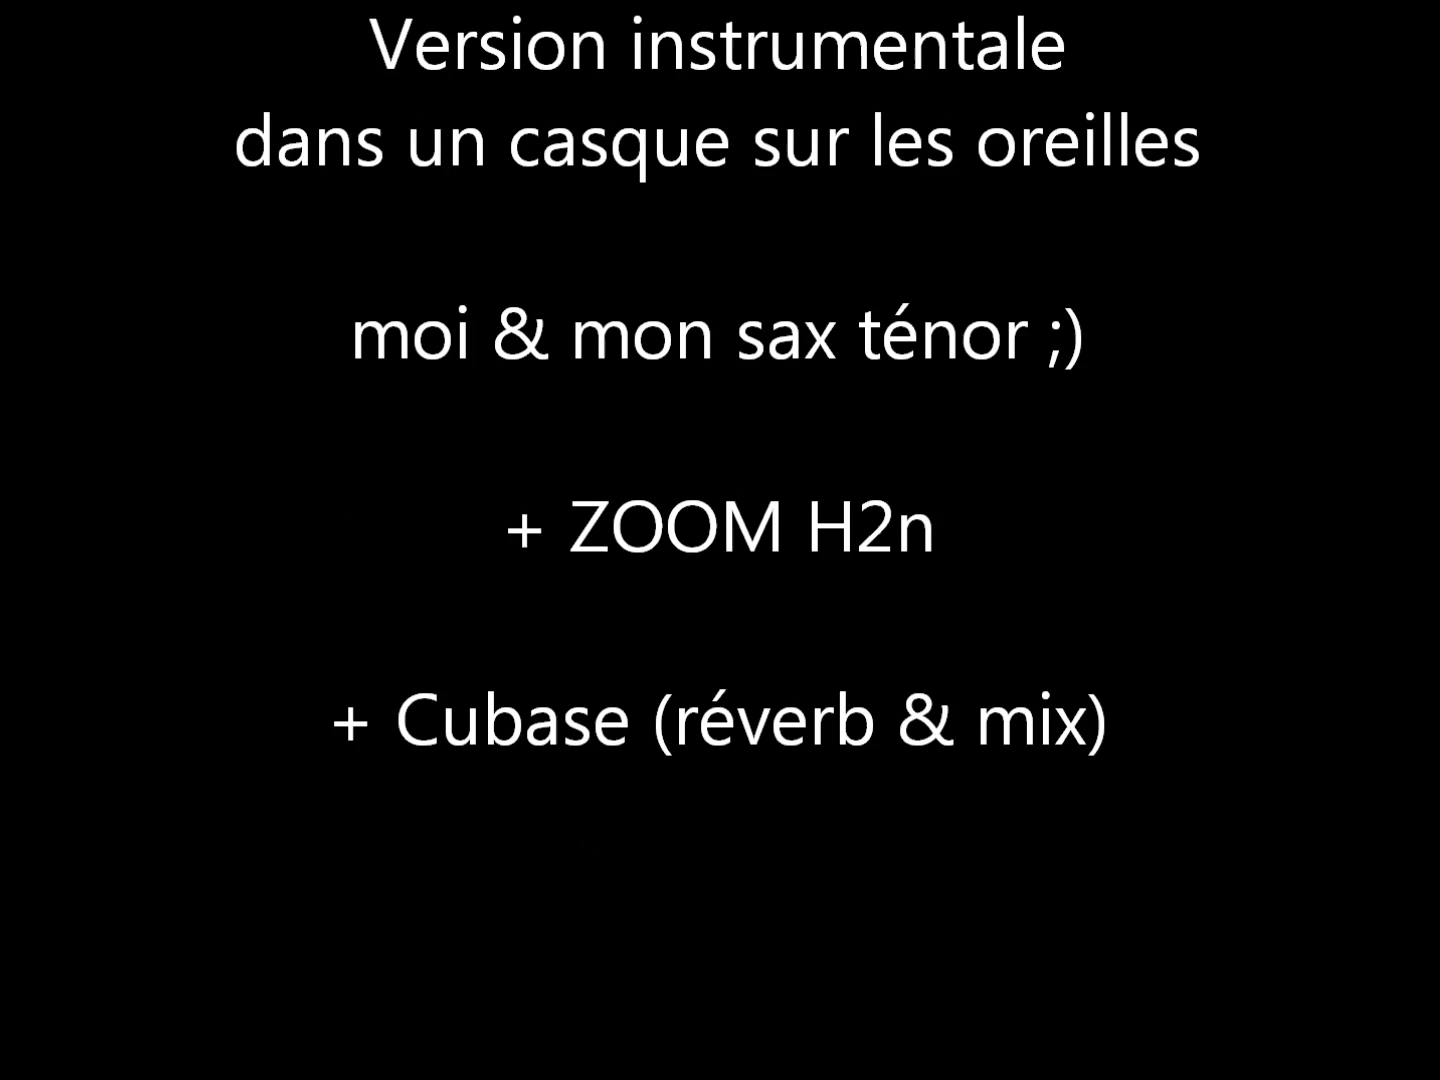 Version instrumentale
dans un casque sur les oreilles
moi & mon sax ténor ;)
+ ZOOM H2n
+ Cubase (réverb & mix)